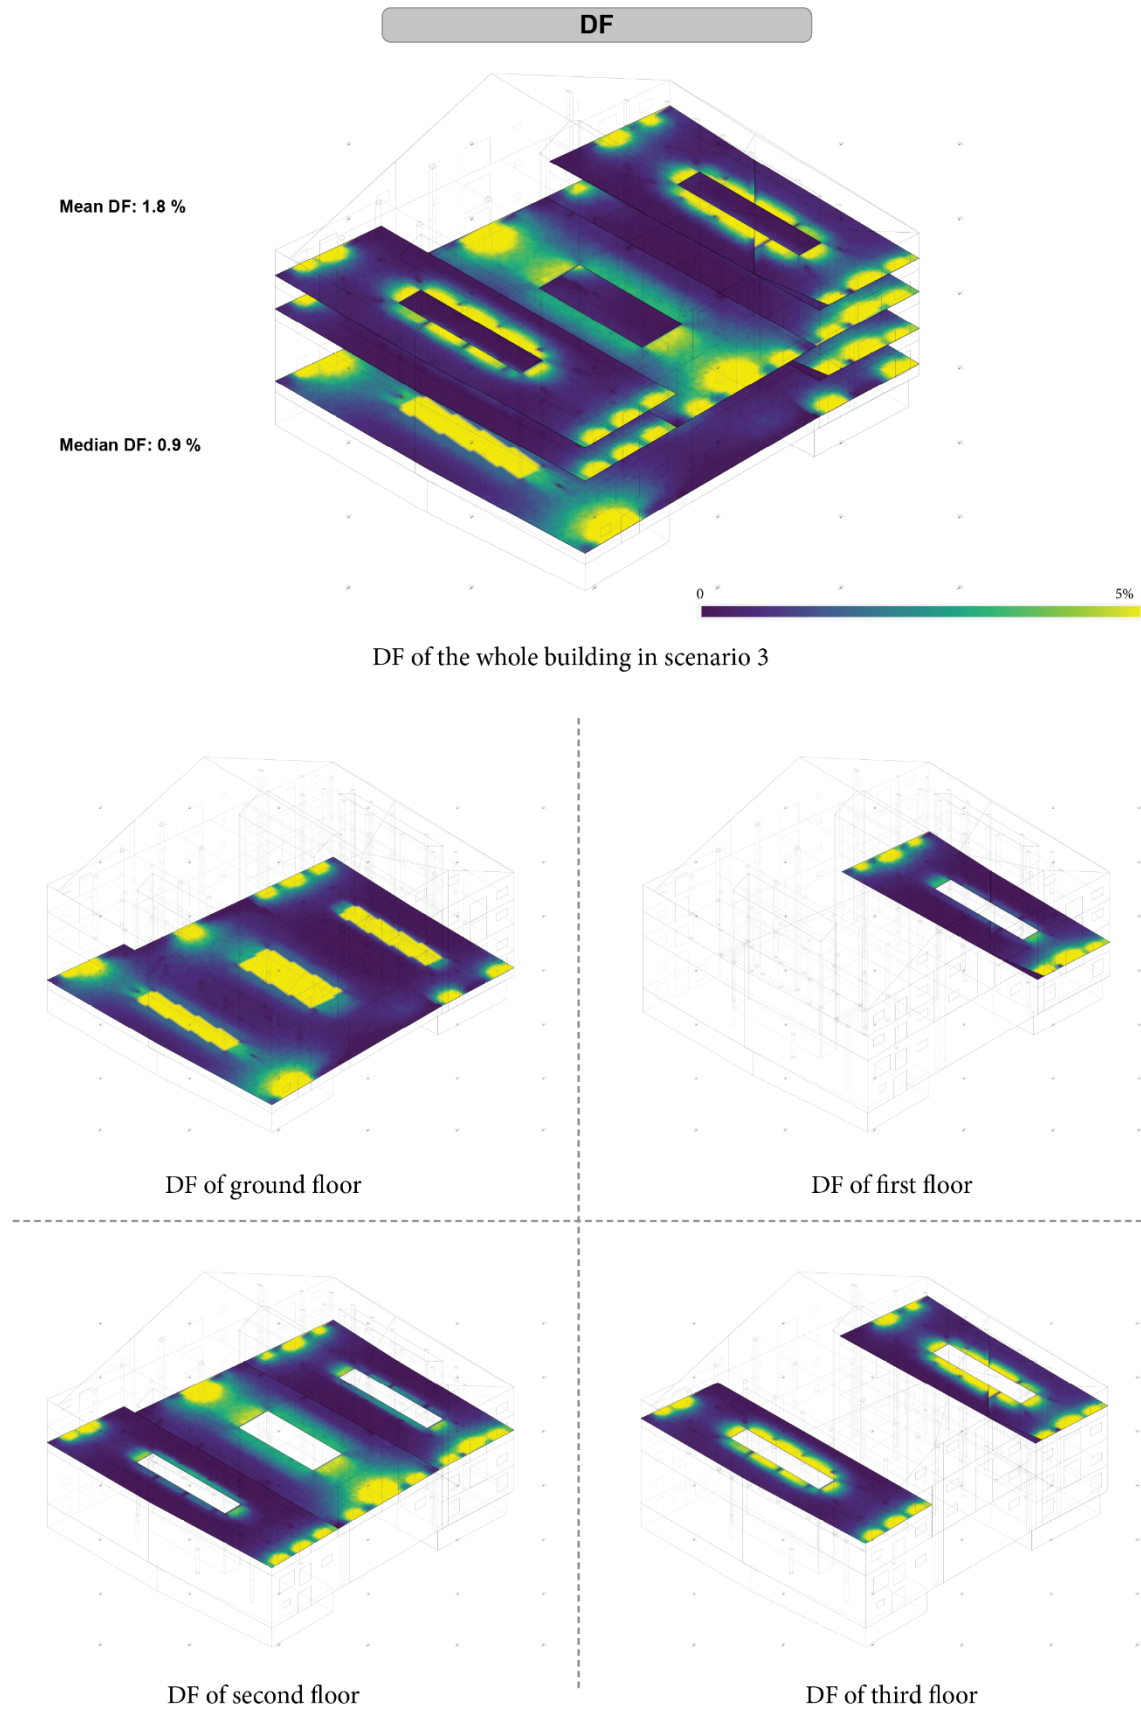 DF
Mean DF: 1.8 %
Median DF: 0.9 %
0
5%
DF of the whole building in scenario 3
DF of ground floor
DF of first floor
DF of second floor
DF of third floor